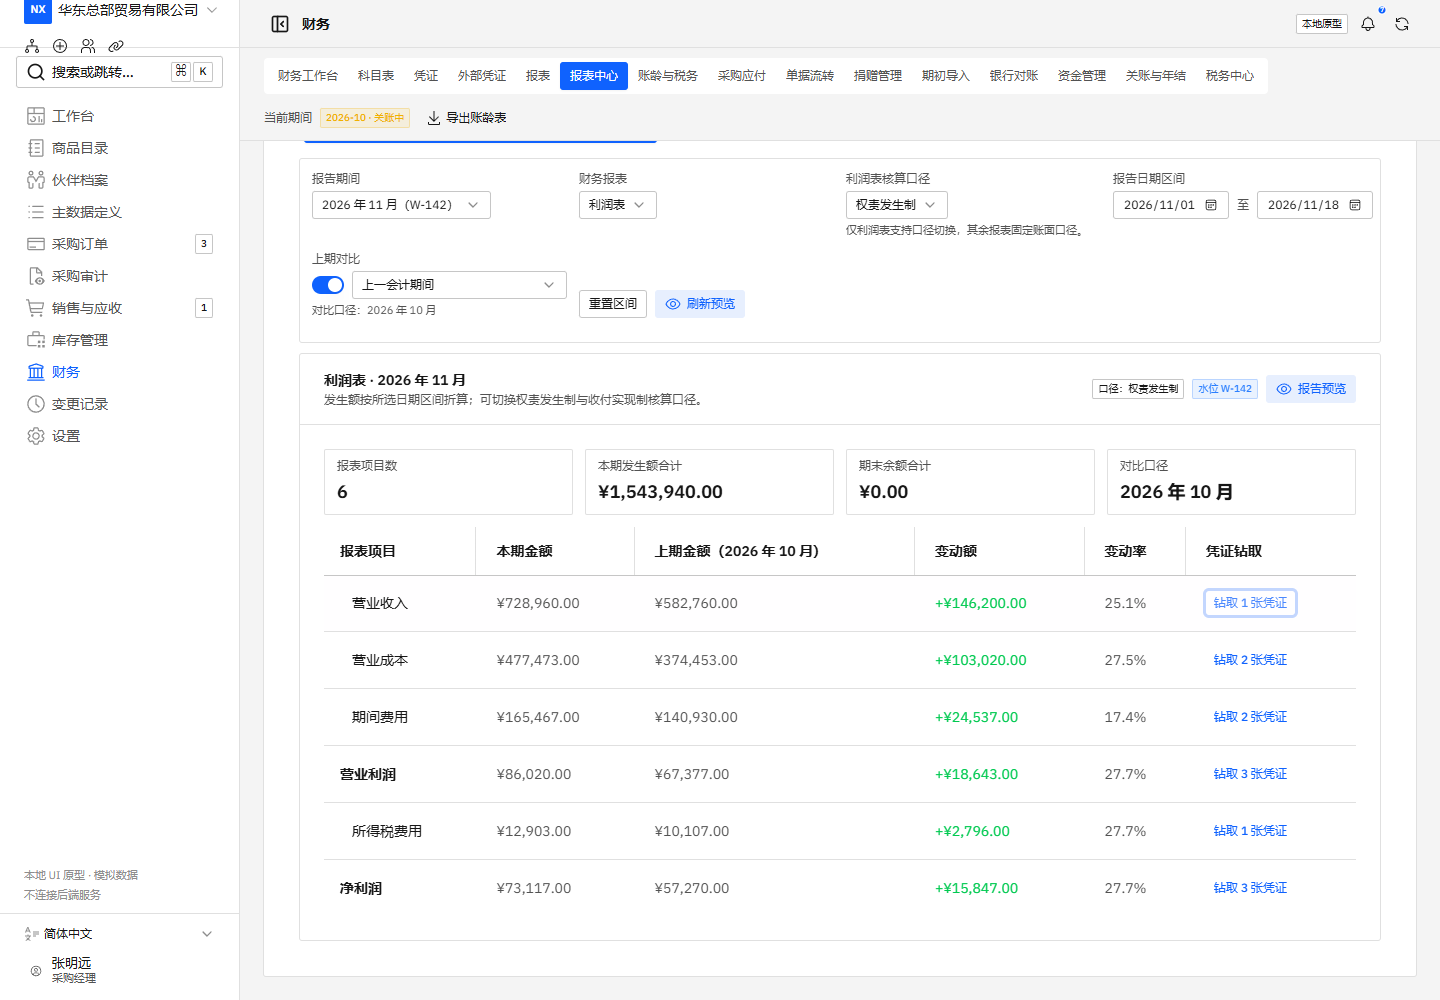 NX 华东总部贸易有限公司
搜索或跳转... ⌘ K
工作台
商品目录
伙伴档案
主数据定义
采购订单 3
采购审计
销售与应收 1
库存管理
财务
变更记录
设置
本地 UI 原型 · 模拟数据
不连接后端服务
简体中文
张明远
采购经理
财务
本地原型
?
财务工作台 科目表 凭证 外部凭证 报表 报表中心 账龄与税务 采购应付 单据流转 捐赠管理 期初导入 银行对账 资金管理 关账与年结 税务中心
当前期间 2026-10 · 关账中 导出账龄表
报告期间 财务报表 利润表核算口径 报告日期区间
2026 年 11 月（W-142） 利润表 权责发生制 2026/11/01 至 2026/11/18
仅利润表支持口径切换，其余报表固定账面口径。
上期对比
上一会计期间
对比口径：2026 年 10 月
重置区间 刷新预览
利润表 · 2026 年 11 月
发生额按所选日期区间折算；可切换权责发生制与收付实现制核算口径。
口径：权责发生制 水位 W-142 报告预览
报表项目数 本期发生额合计 期末余额合计 对比口径
6 ¥1,543,940.00 ¥0.00 2026 年 10 月
报表项目 本期金额 上期金额（2026 年 10 月） 变动额 变动率 凭证钻取
营业收入 ¥728,960.00 ¥582,760.00 +¥146,200.00 25.1% 钻取 1 张凭证
营业成本 ¥477,473.00 ¥374,453.00 +¥103,020.00 27.5% 钻取 2 张凭证
期间费用 ¥165,467.00 ¥140,930.00 +¥24,537.00 17.4% 钻取 2 张凭证
营业利润 ¥86,020.00 ¥67,377.00 +¥18,643.00 27.7% 钻取 3 张凭证
所得税费用 ¥12,903.00 ¥10,107.00 +¥2,796.00 27.7% 钻取 1 张凭证
净利润 ¥73,117.00 ¥57,270.00 +¥15,847.00 27.7% 钻取 3 张凭证